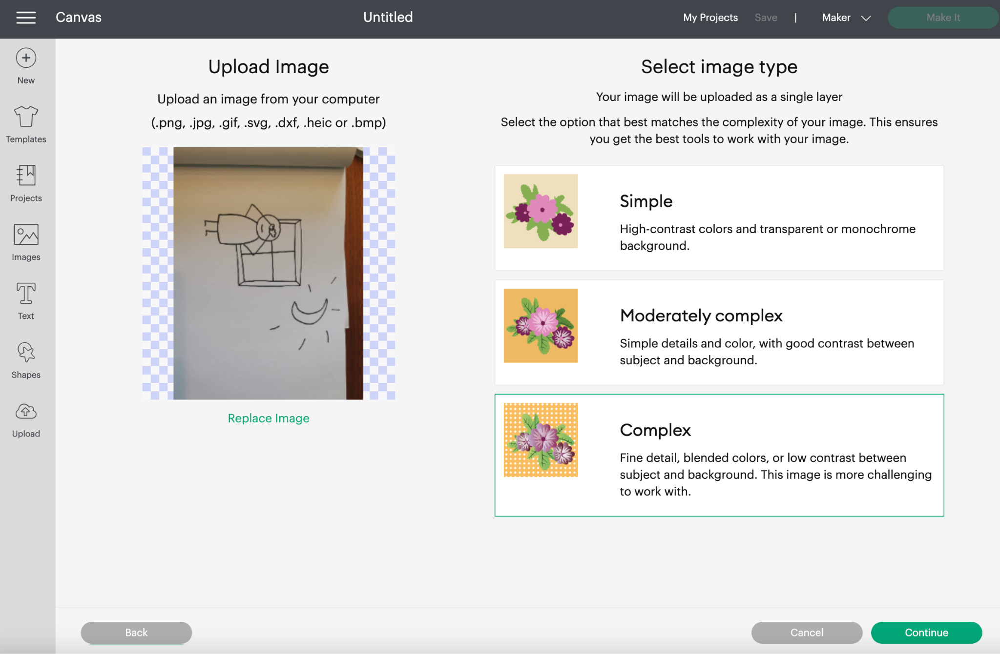 Canvas
Untitled
My Projects Save | Maker Make It
New
Templates
Projects
Images
Text
Shapes
Upload
Upload Image
Upload an image from your computer
(.png, .jpg, .gif, .svg, .dxf, .heic or .bmp)
Replace Image
Select image type
Your image will be uploaded as a single layer
Select the option that best matches the complexity of your image. This ensures
you get the best tools to work with your image.
Simple
High-contrast colors and transparent or monochrome
background.
Moderately complex
Simple details and color, with good contrast between
subject and background.
Complex
Fine detail, blended colors, or low contrast between
subject and background. This image is more challenging
to work with.
Back
Cancel
Continue